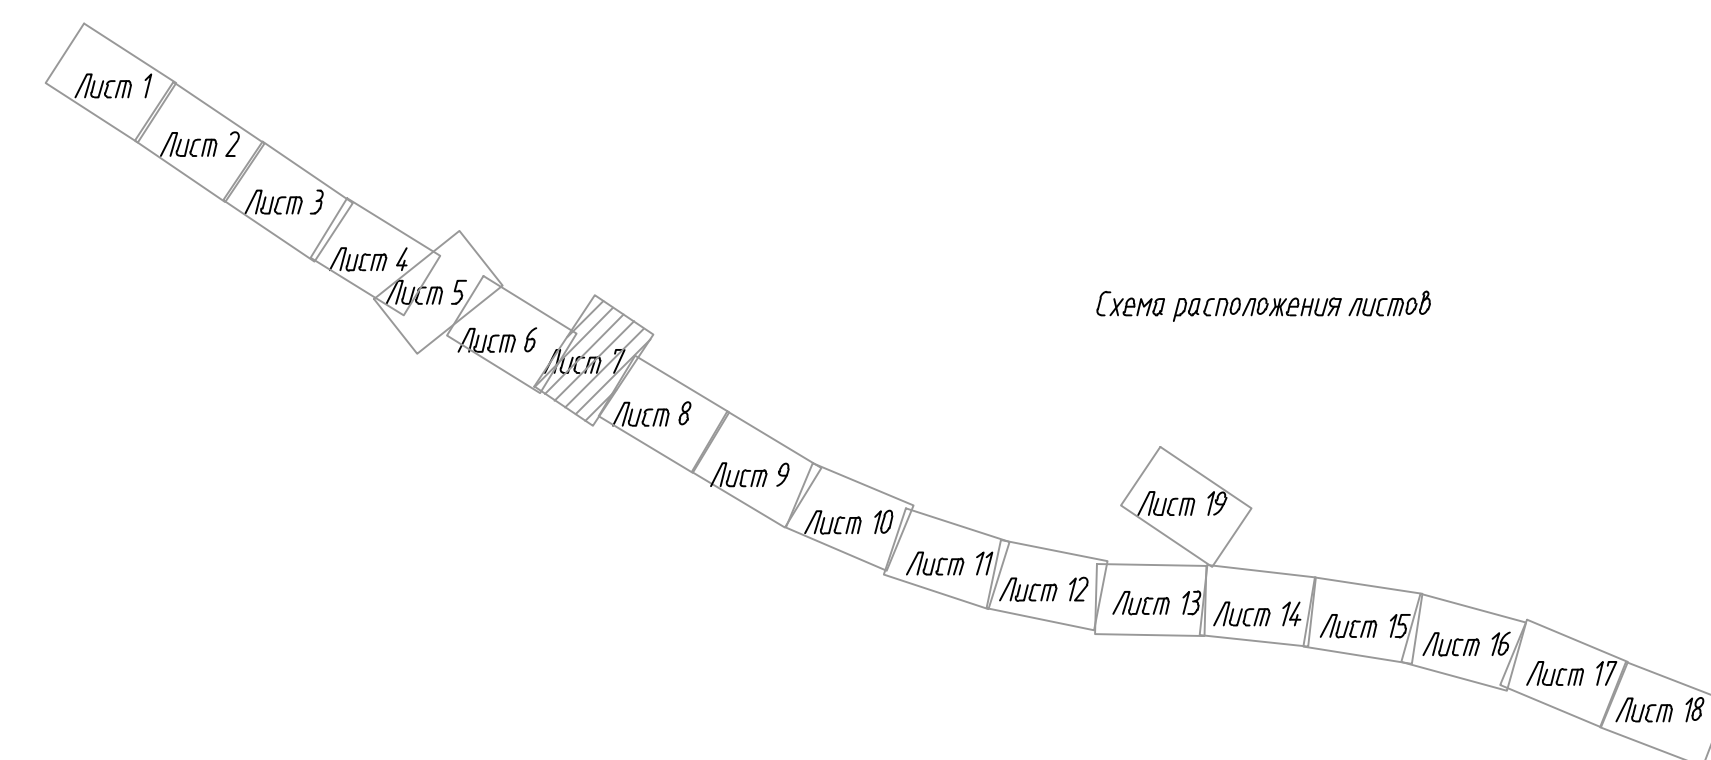 Лист 1
Лист 2
Лист 3
Лист 4
Лист 5
Лист 6
Лист 7
Лист 8
Лист 9
Лист 10
Лист 11
Лист 12
Лист 13
Лист 14
Лист 15
Лист 16
Лист 17
Лист 18
Лист 19
Схема расположения листов